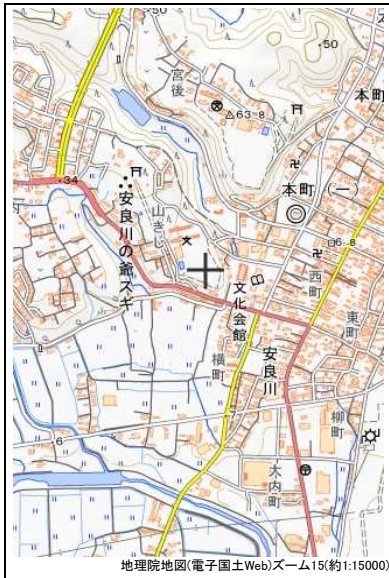 50
50
宮後
63.8
本町
本町(一)
34
安良川の爺スギ
山きし
6.8
西町
文化会館
東町
横町
安良川
柳町
6
大内町
地理院地図(電子国土Web)ズーム15(約1:15000)